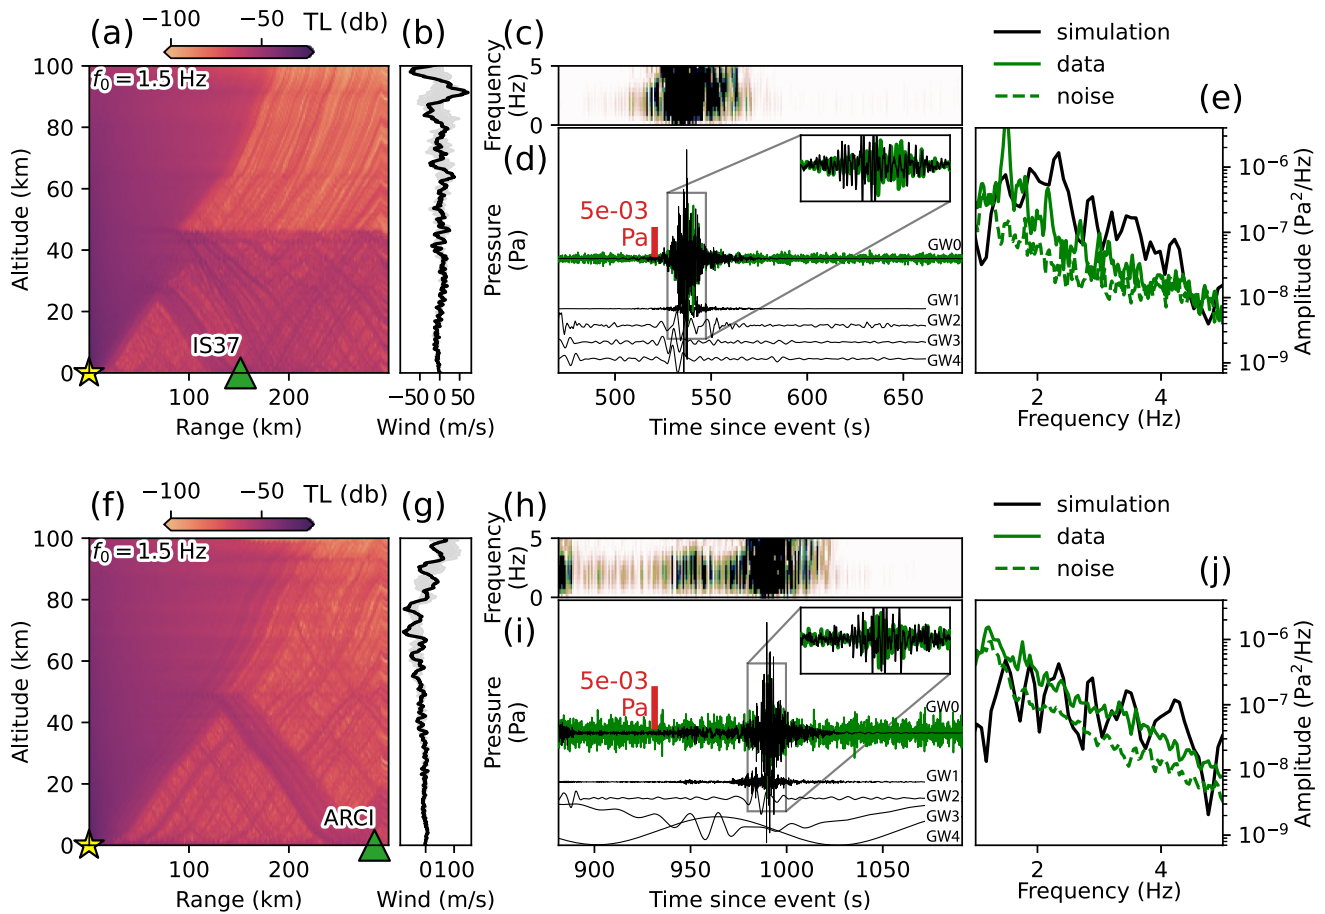 (a)
−100 −50 TL (db)
(b)
(c)
simulation
data
noise
(e)
f₀ = 1.5 Hz
100
80
60
40
20
0
Altitude (km)
IS37
100 200
Range (km)
−50 0 50
Wind (m/s)
Frequency
(Hz)
5
0
(d)
Pressure
(Pa)
5e-03
Pa
GW0
GW1
GW2
GW3
GW4
500 550 600 650
Time since event (s)
10⁻⁶
10⁻⁷
10⁻⁸
10⁻⁹
Amplitude (Pa²/Hz)
2 4
Frequency (Hz)
(f)
−100 −50 TL (db)
(g)
(h)
simulation
data
noise
(j)
f₀ = 1.5 Hz
100
80
60
40
20
0
Altitude (km)
ARCI
100 200
Range (km)
0 100
Wind (m/s)
Frequency
(Hz)
5
0
(i)
Pressure
(Pa)
5e-03
Pa
GW0
GW1
GW2
GW3
GW4
900 950 1000 1050
Time since event (s)
10⁻⁶
10⁻⁷
10⁻⁸
10⁻⁹
Amplitude (Pa²/Hz)
2 4
Frequency (Hz)